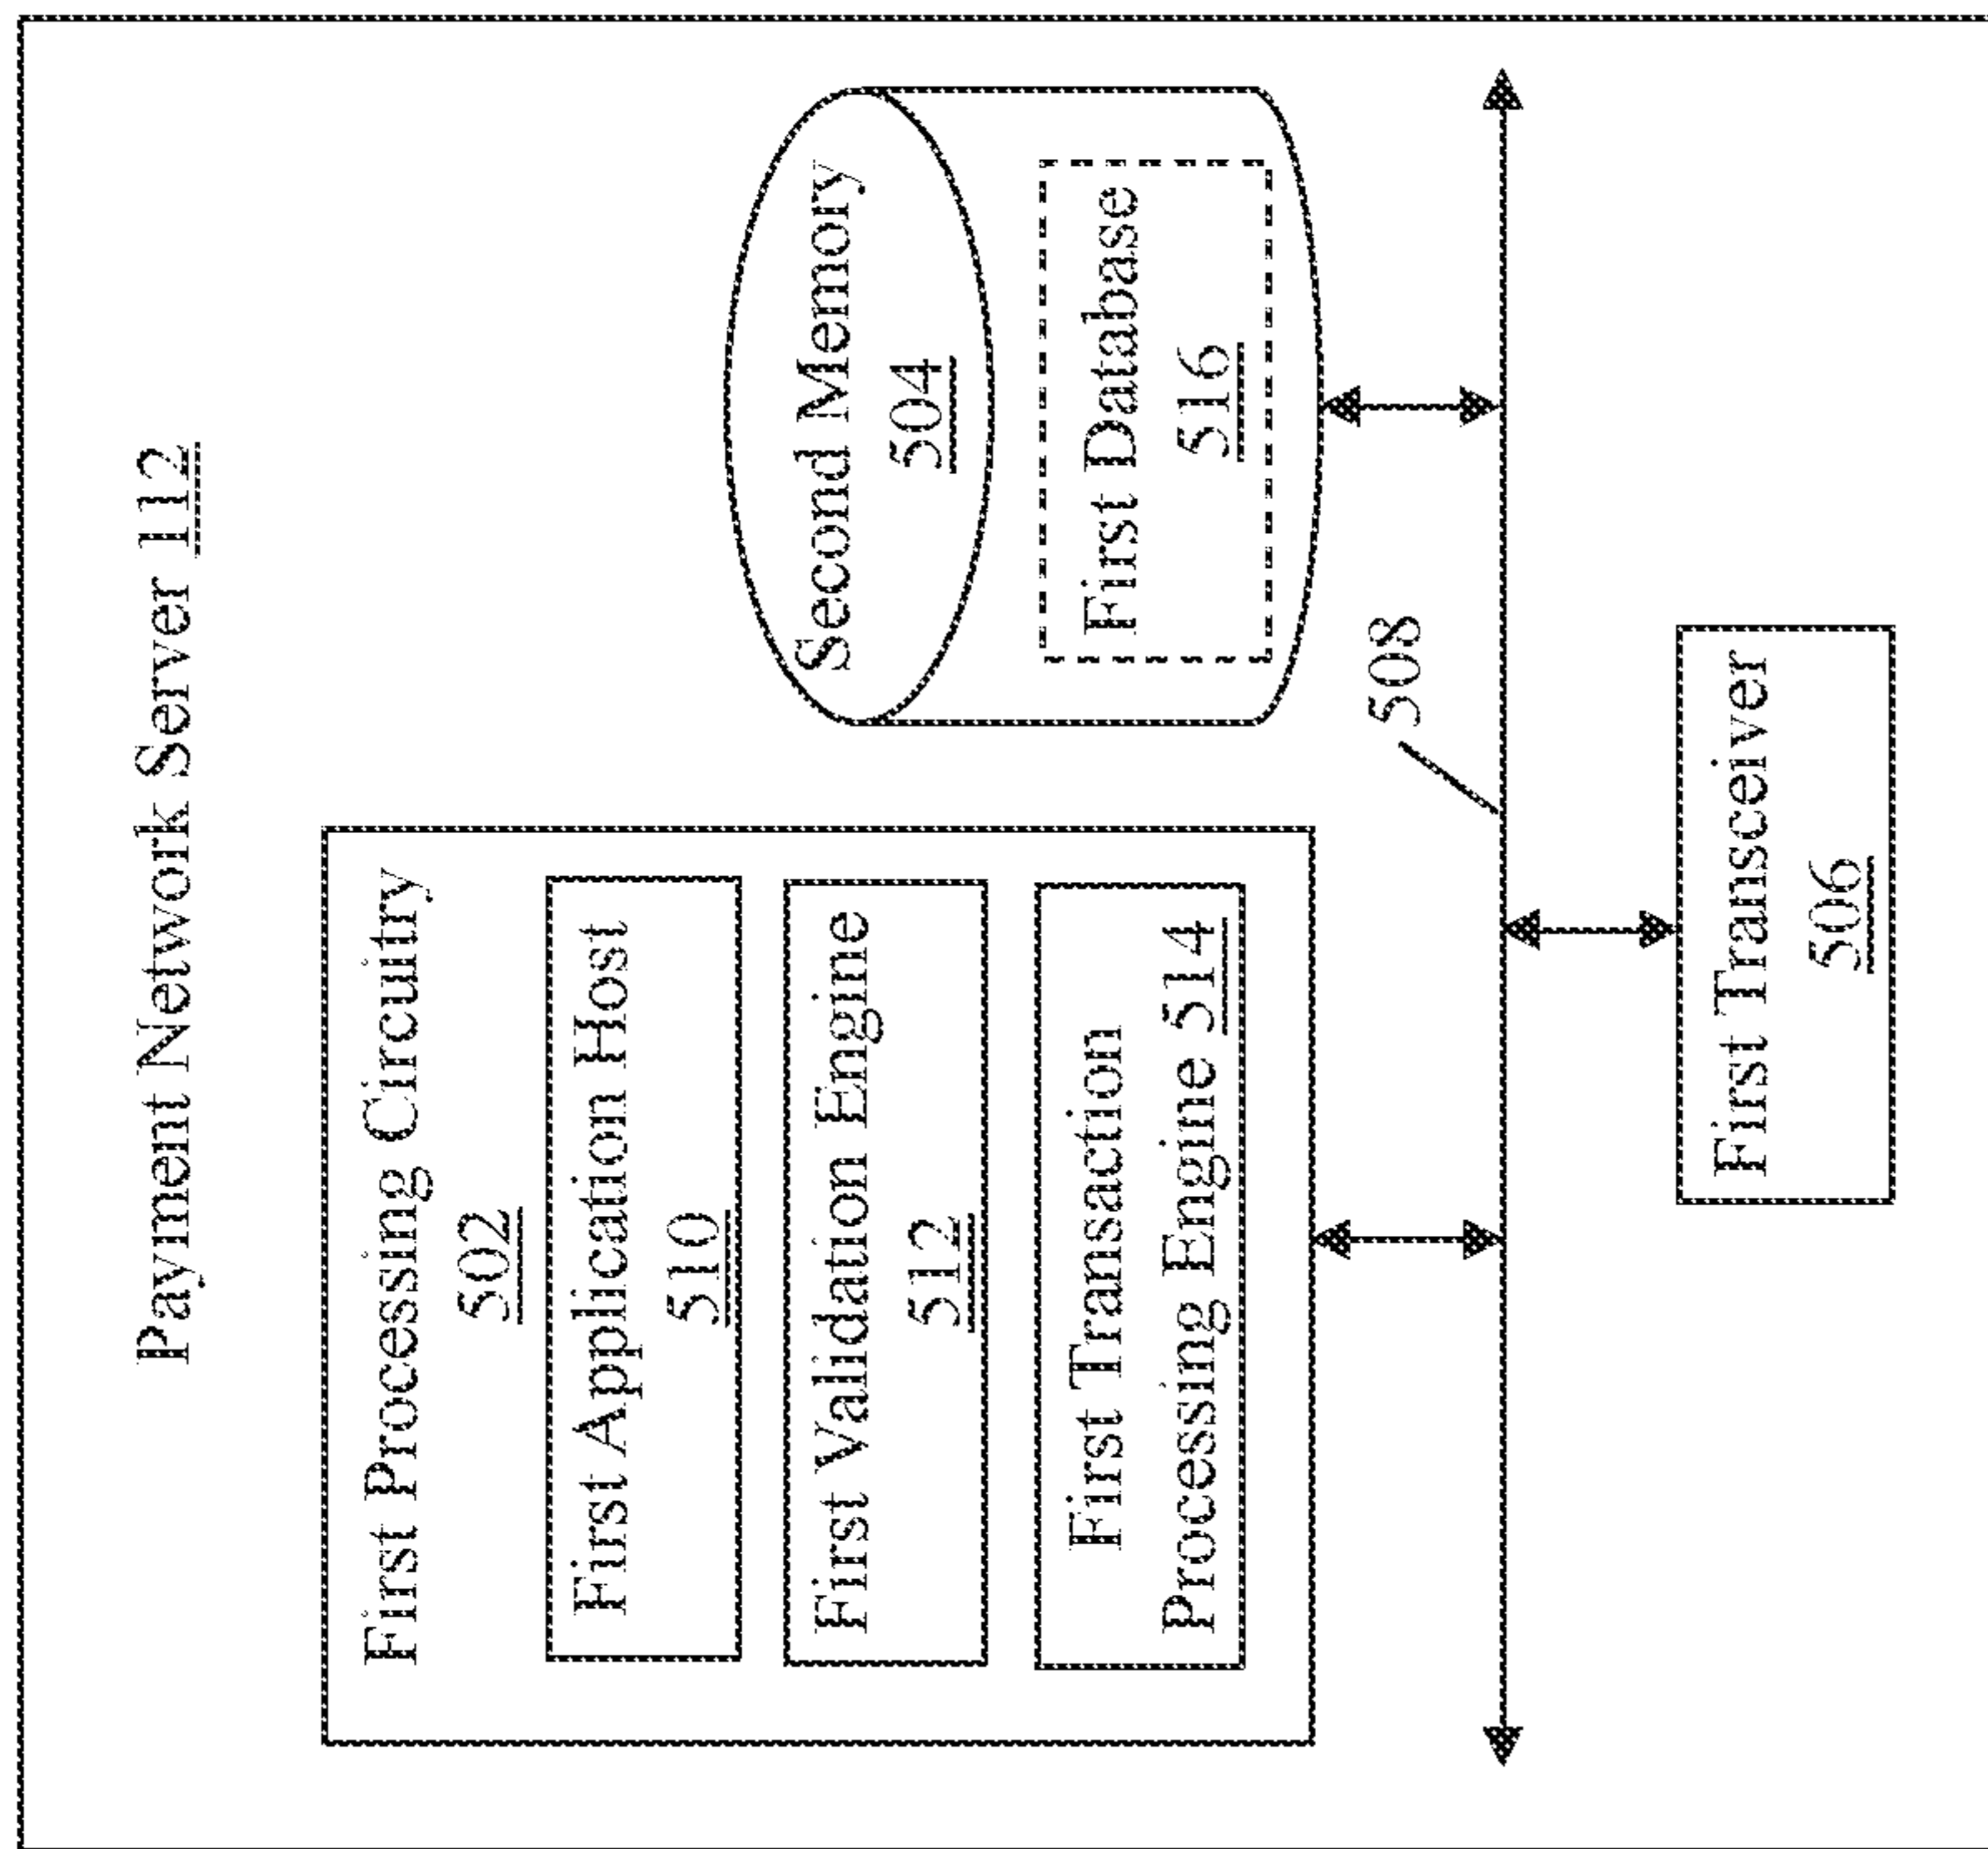 Payment Network Server 112
First Processing Circuitry
502
First Application Host
510
First Validation Engine
512
First Transaction
Processing Engine 514
Second Memory
504
First Database
516
508
First Transceiver
506